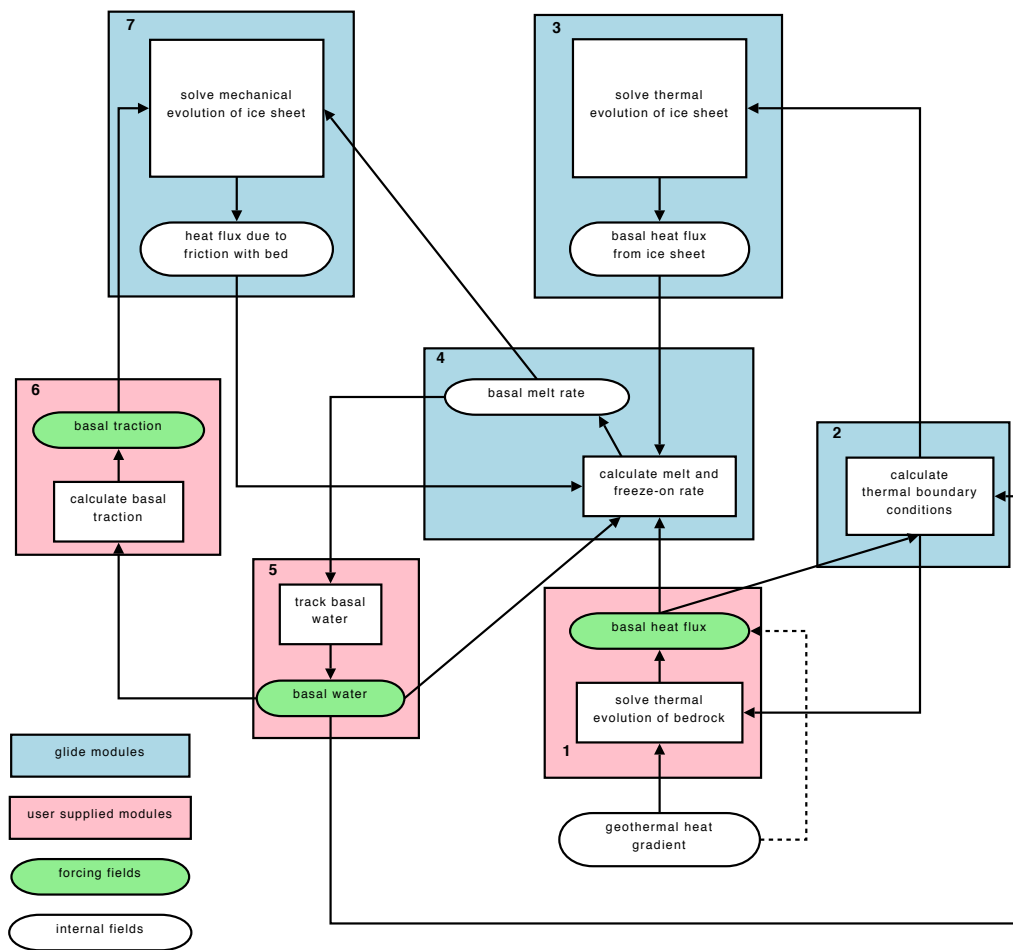 7
solve mechanical
evolution of ice sheet
heat flux due to
friction with bed
3
solve thermal
evolution of ice sheet
basal heat flux
from ice sheet
4
basal melt rate
calculate melt and
freeze-on rate
6
basal traction
calculate basal
traction
2
calculate
thermal boundary
conditions
5
track basal
water
basal water
basal heat flux
solve thermal
evolution of bedrock
1
geothermal heat
gradient
glide modules
user supplied modules
forcing fields
internal fields